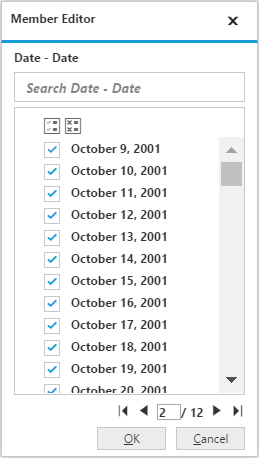 Member Editor
Date - Date
Search Date - Date
October 9, 2001
October 10, 2001
October 11, 2001
October 12, 2001
October 13, 2001
October 14, 2001
October 15, 2001
October 16, 2001
October 17, 2001
October 18, 2001
October 19, 2001
October 20, 2001
2 / 12
OK Cancel